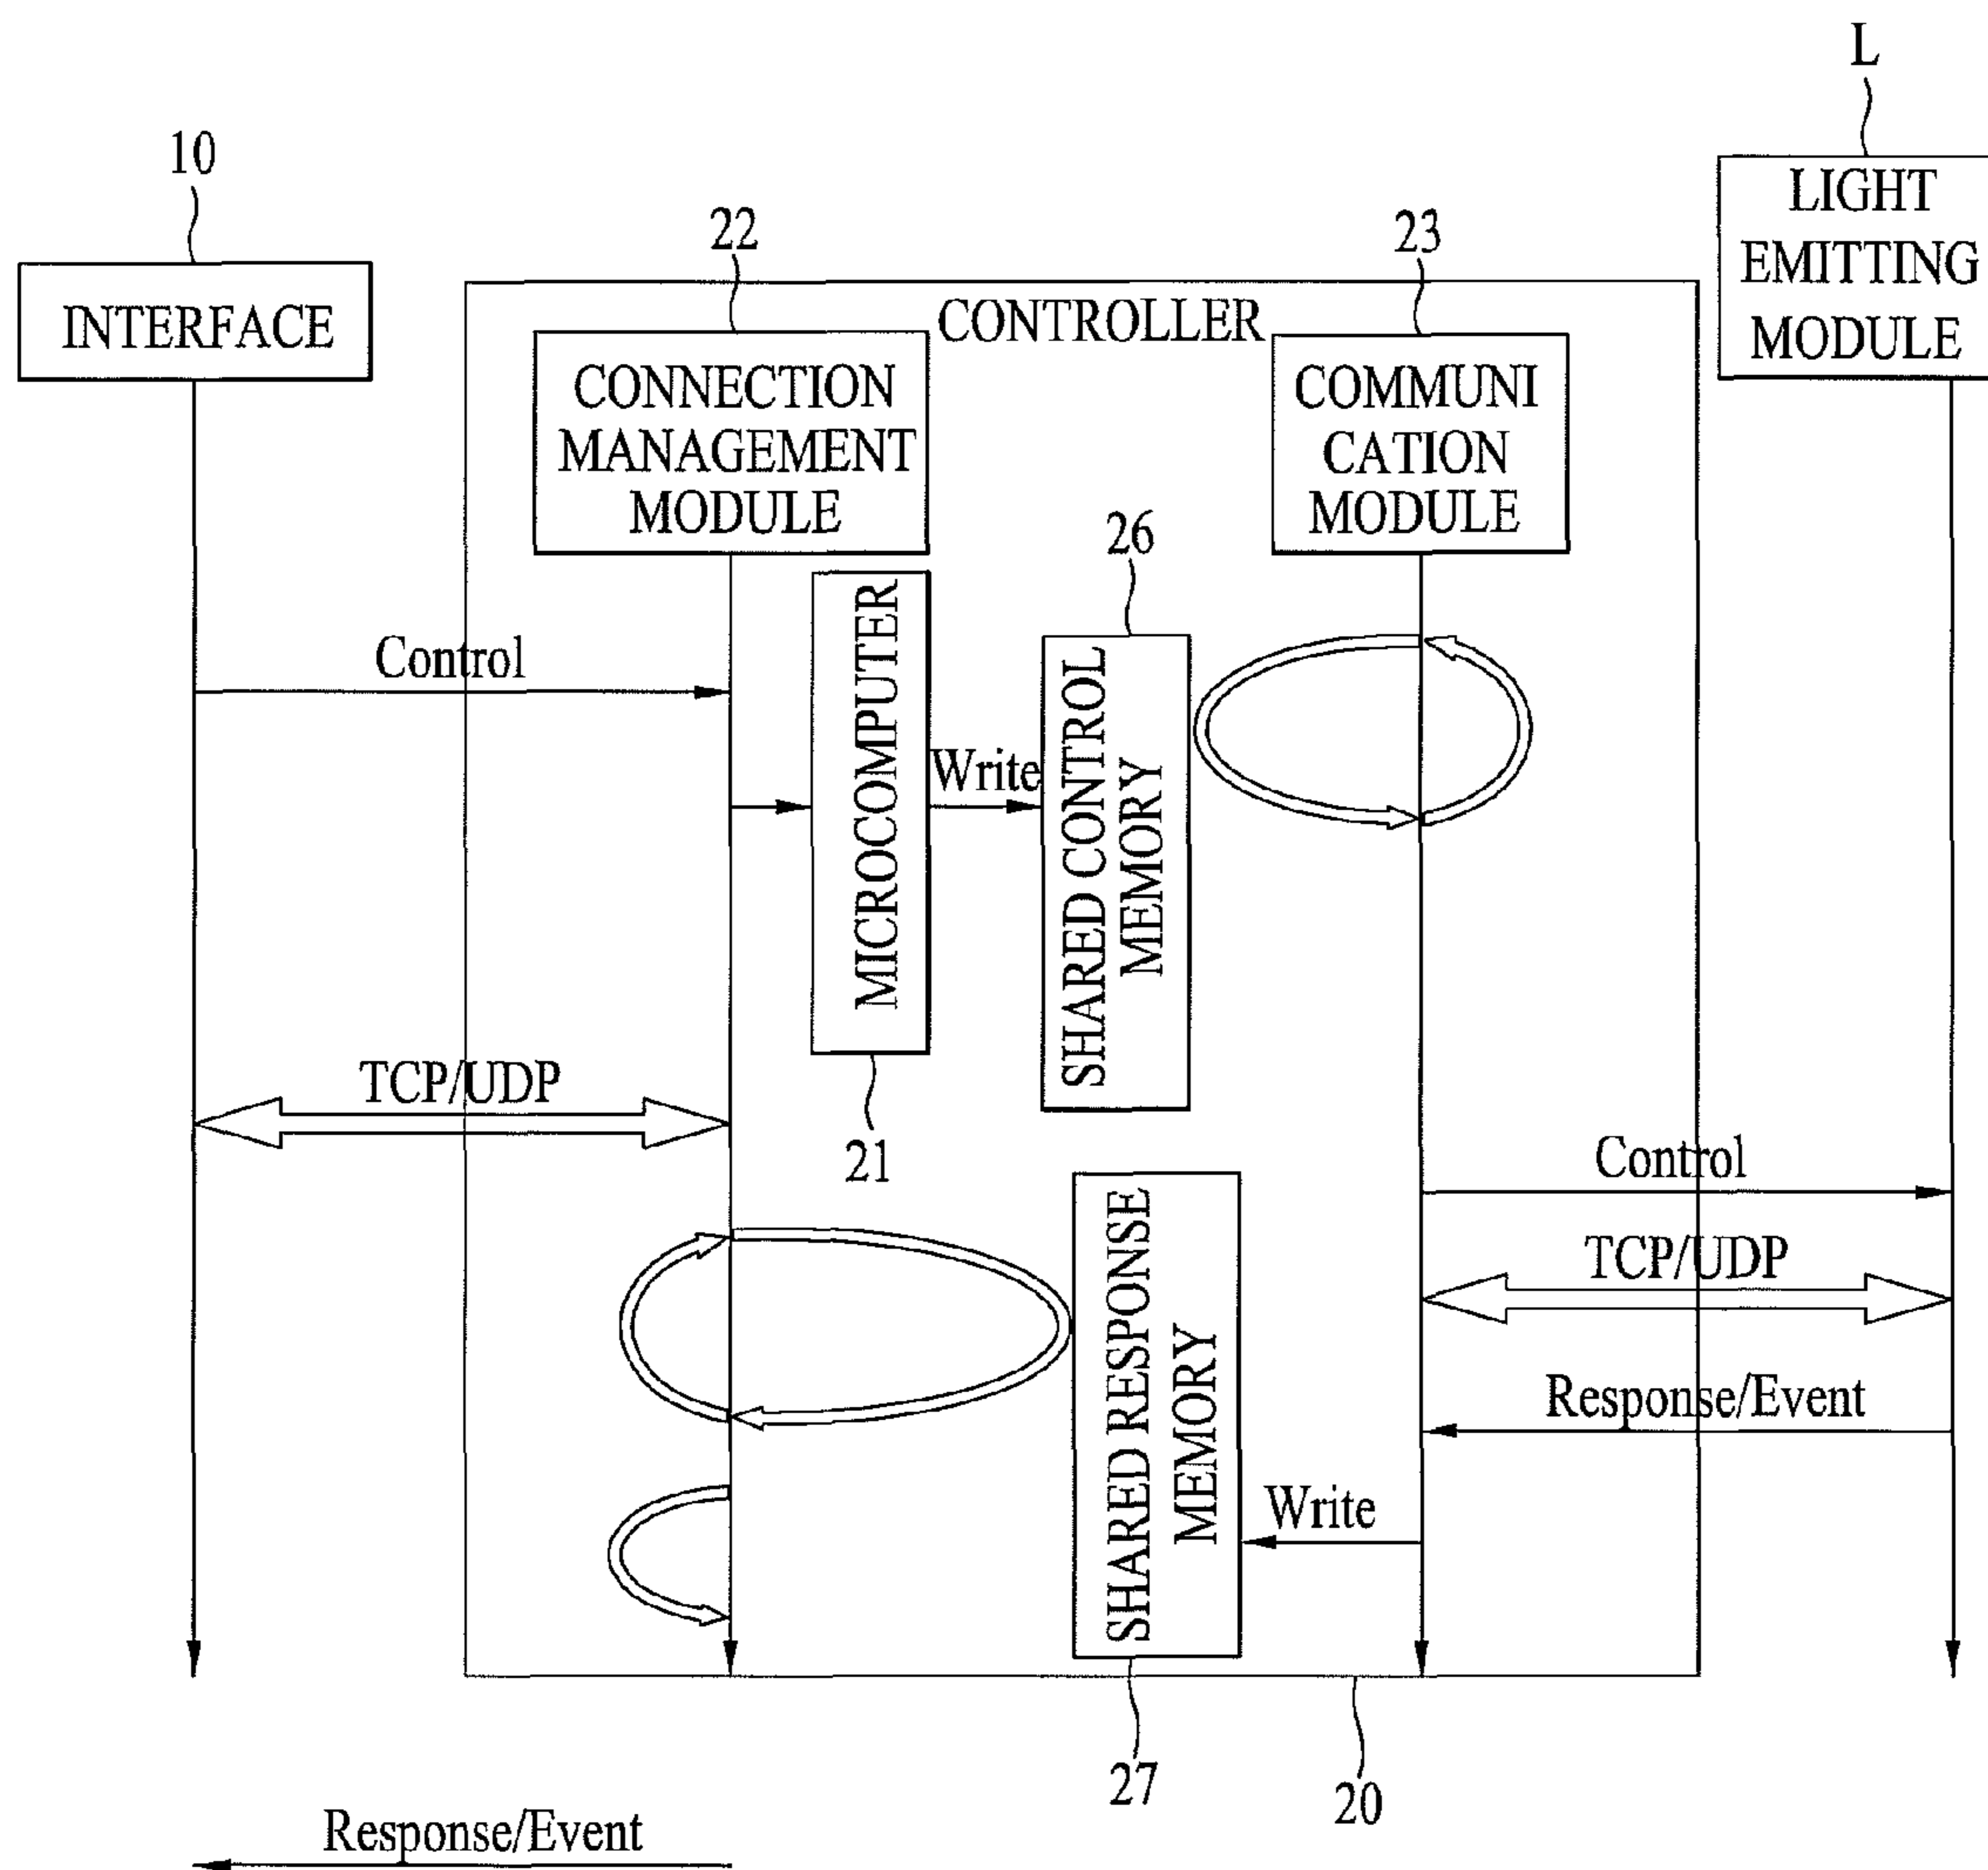 L
10
LIGHT
EMITTING
MODULE
22
23
INTERFACE
CONTROLLER
CONNECTION
MANAGEMENT
MODULE
COMMUNI
CATION
MODULE
26
Control
MICROCOMPUTER
Write
SHARED CONTROL
MEMORY
TCP/UDP
21
Control
TCP/UDP
SHARED RESPONSE
MEMORY
Response/Event
Write
27
20
Response/Event